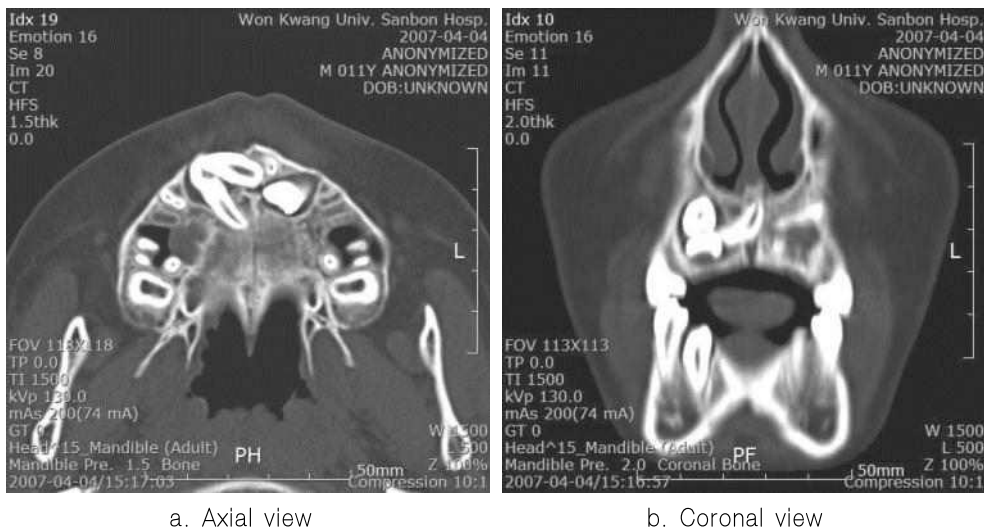 Idx 19
Emotion 16
Se 8
Im 20
CT
HFS
1.5thk
0.0
Won Kwang Univ. Sanbon Hosp.
2007-04-04
ANONYMIZED
M 011Y ANONYMIZED
DOB:UNKNOWN
L
FOV 113X118
TP 0.0
TI 1500
kVp 130.0
mAs 200(74 mA)
GT 0
Head^15_Mandible (Adult)
Mandible Pre. 1.5 Bone
2007-04-04/15:17:03
PH
50mm
W 1500
L 500
Z 100%
Compression 10:1
Idx 10
Emotion 16
Se 11
Im 11
CT
HFS
2.0thk
0.0
Won Kwang Univ. Sanbon Hosp.
2007-04-04
ANONYMIZED
M 011Y ANONYMIZED
DOB:UNKNOWN
L
FOV 113X113
TP 0.0
TI 1500
kVp 130.0
mAs 200(74 mA)
GT 0
Head^15_Mandible (Adult)
Mandible Pre. 2.0 Coronal Bone
2007-04-04/15:16:57
PF
50mm
W 1500
L 500
Z 100%
Compression 10:1
a. Axial view
b. Coronal view